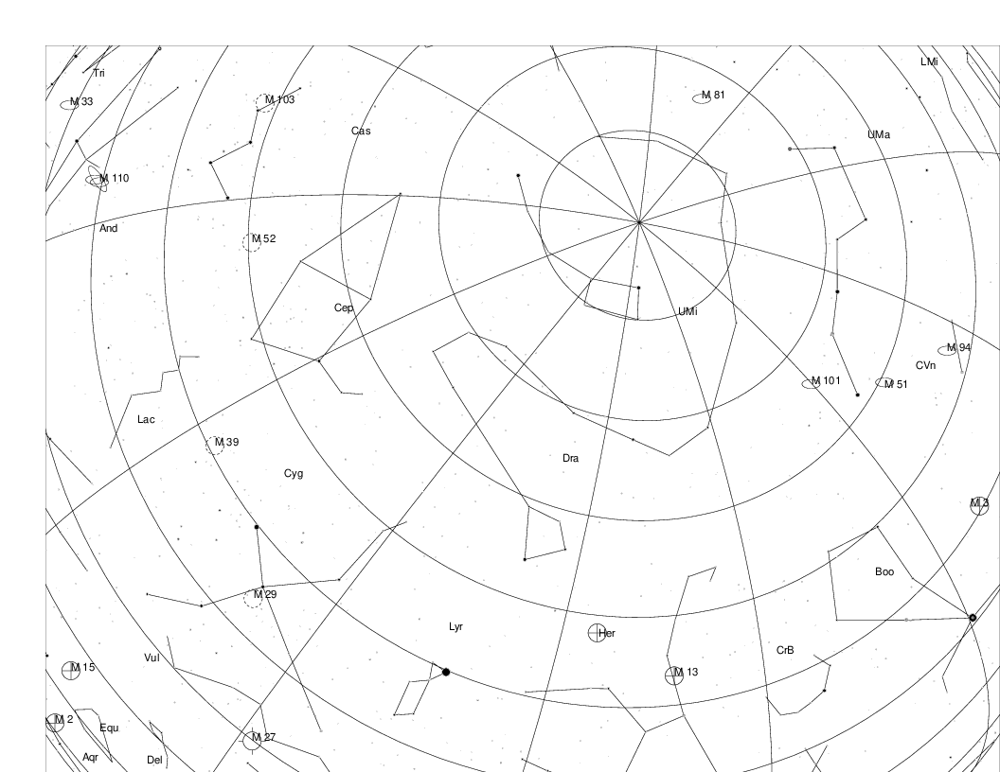 LMi
Tri
M 81
M 103
M 33
Cas
UMa
M 110
And
M 52
Cep
UMi
M 94
CVn
M 101
M 51
Lac
M 39
Dra
Cyg
M 3
Boo
M 29
Lyr
Her
CrB
Vul
M 15
M 13
M 2
Equ
M 27
Aqr
Del